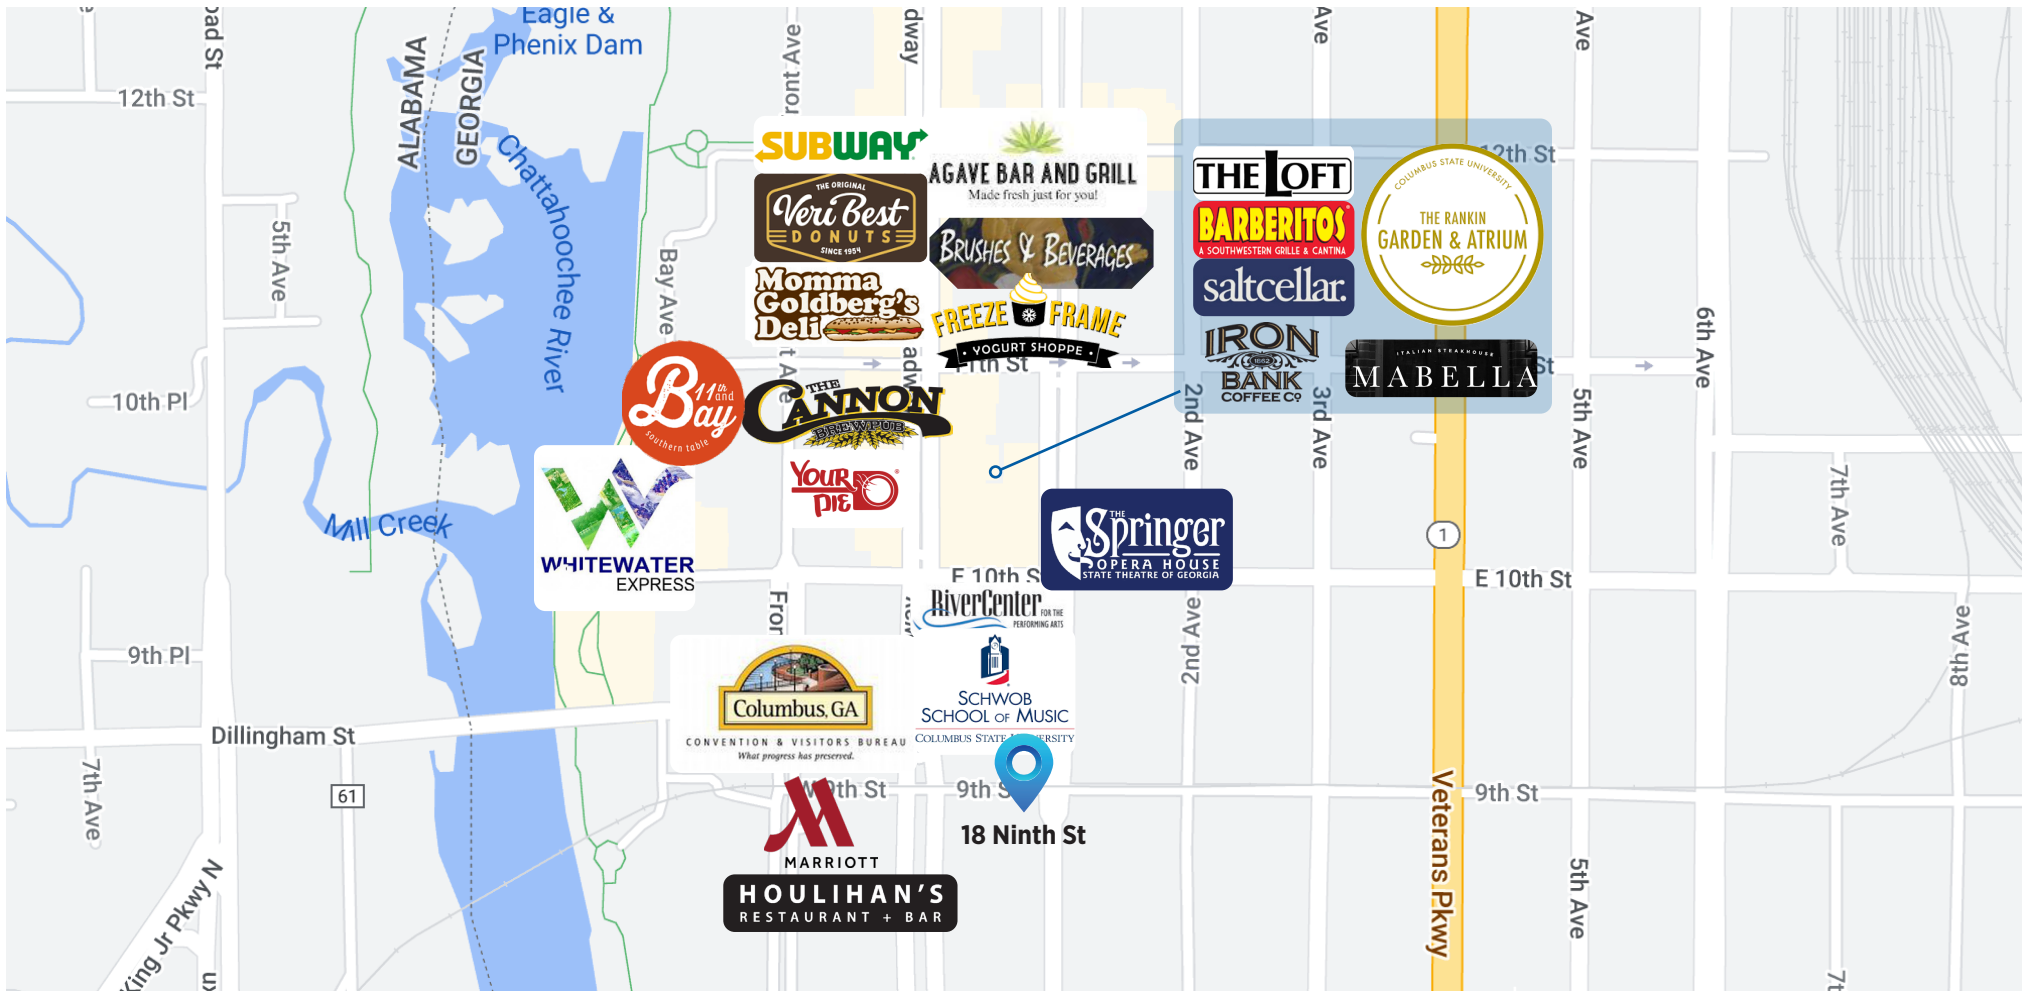 Eagle &
Phenix Dam
12th St
ALABAMA
GEORGIA
Chattahoochee River
5th Ave
10th Pl
Mill Creek
9th Pl
Dillingham St
7th Ave
61
King Jr Pkwy N
Bay Ave
SUBWAY
THE ORIGINAL
Veri Best
DONUTS
SINCE 1954
Momma
Goldberg's
Deli
AGAVE BAR AND GRILL
Made fresh just for you!
BRUSHES & BEVERAGES
FREEZE FRAME
YOGURT SHOPPE
11th St
THE LOFT
BARBERITOS
A SOUTHWESTERN GRILLE & CANTINA
saltcellar.
IRON
1882
BANK
COFFEE CO
COLUMBUS STATE UNIVERSITY
THE RANKIN
GARDEN & ATRIUM
ITALIAN STEAKHOUSE
MABELLA
12th St
St
Ave
Ave
2nd Ave
3rd Ave
5th Ave
6th Ave
7th Ave
8th Ave
11th
and
Bay
southern table
THE
CANNON
BREWPUB
YOUR
PIE
WHITEWATER
EXPRESS
THE
Springer
OPERA HOUSE
STATE THEATRE OF GEORGIA
1
E 10th St
E 10th S
RiverCenter
FOR THE
PERFORMING ARTS
2nd Ave
Columbus, GA
CONVENTION & VISITORS BUREAU
What progress has preserved.
SCHWOB
SCHOOL OF MUSIC
COLUMBUS STATE
W 9th St
9th S
9th St
18 Ninth St
MARRIOTT
HOULIHAN'S
RESTAURANT + BAR
Veterans Pkwy
5th Ave